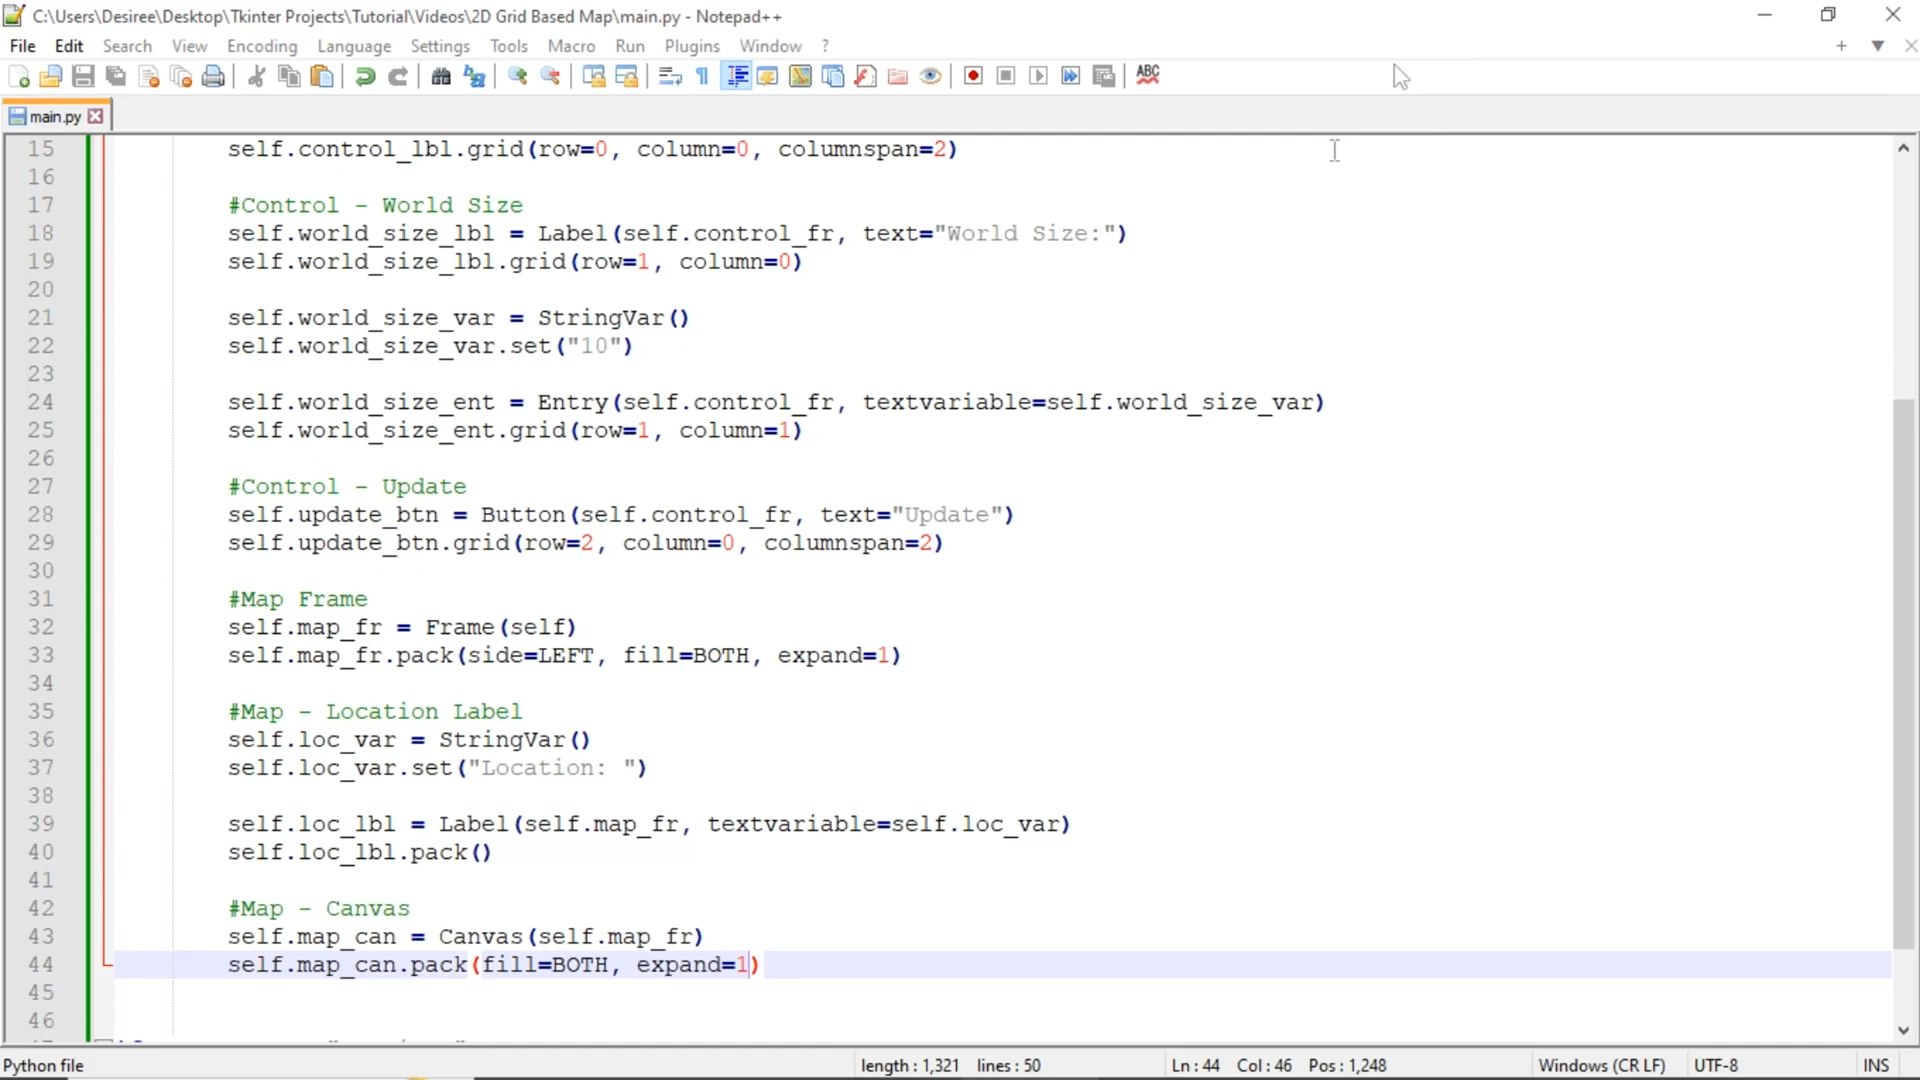 C:\Users\Desiree\Desktop\Tkinter Projects\Tutorial\Videos\2D Grid Based Map\main.py - Notepad++
File Edit Search View Encoding Language Settings Tools Macro Run Plugins Window ?
ABC
main.py
15 self.control_lbl.grid(row=0, column=0, columnspan=2)
16
17 #Control - World Size
18 self.world_size_lbl = Label(self.control_fr, text="World Size:")
19 self.world_size_lbl.grid(row=1, column=0)
20
21 self.world_size_var = StringVar()
22 self.world_size_var.set("10")
23
24 self.world_size_ent = Entry(self.control_fr, textvariable=self.world_size_var)
25 self.world_size_ent.grid(row=1, column=1)
26
27 #Control - Update
28 self.update_btn = Button(self.control_fr, text="Update")
29 self.update_btn.grid(row=2, column=0, columnspan=2)
30
31 #Map Frame
32 self.map_fr = Frame(self)
33 self.map_fr.pack(side=LEFT, fill=BOTH, expand=1)
34
35 #Map - Location Label
36 self.loc_var = StringVar()
37 self.loc_var.set("Location: ")
38
39 self.loc_lbl = Label(self.map_fr, textvariable=self.loc_var)
40 self.loc_lbl.pack()
41
42 #Map - Canvas
43 self.map_can = Canvas(self.map_fr)
44 self.map_can.pack(fill=BOTH, expand=1)
45
46
Python file length : 1,321 lines : 50 Ln : 44 Col : 46 Pos : 1,248 Windows (CR LF) UTF-8 INS